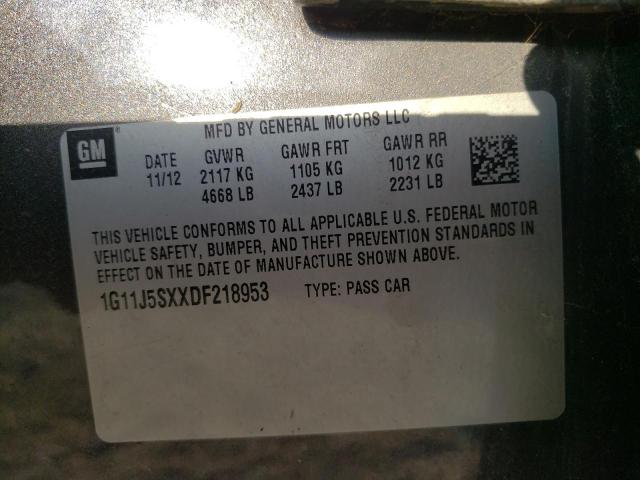 GM
MFD BY GENERAL MOTORS LLC
DATE GVWR GAWR FRT GAWR RR
11/12 2117 KG 1105 KG 1012 KG
4668 LB 2437 LB 2231 LB
THIS VEHICLE CONFORMS TO ALL APPLICABLE U.S. FEDERAL MOTOR
VEHICLE SAFETY, BUMPER, AND THEFT PREVENTION STANDARDS IN
EFFECT ON THE DATE OF MANUFACTURE SHOWN ABOVE.
1G11J5SXXDF218953 TYPE: PASS CAR